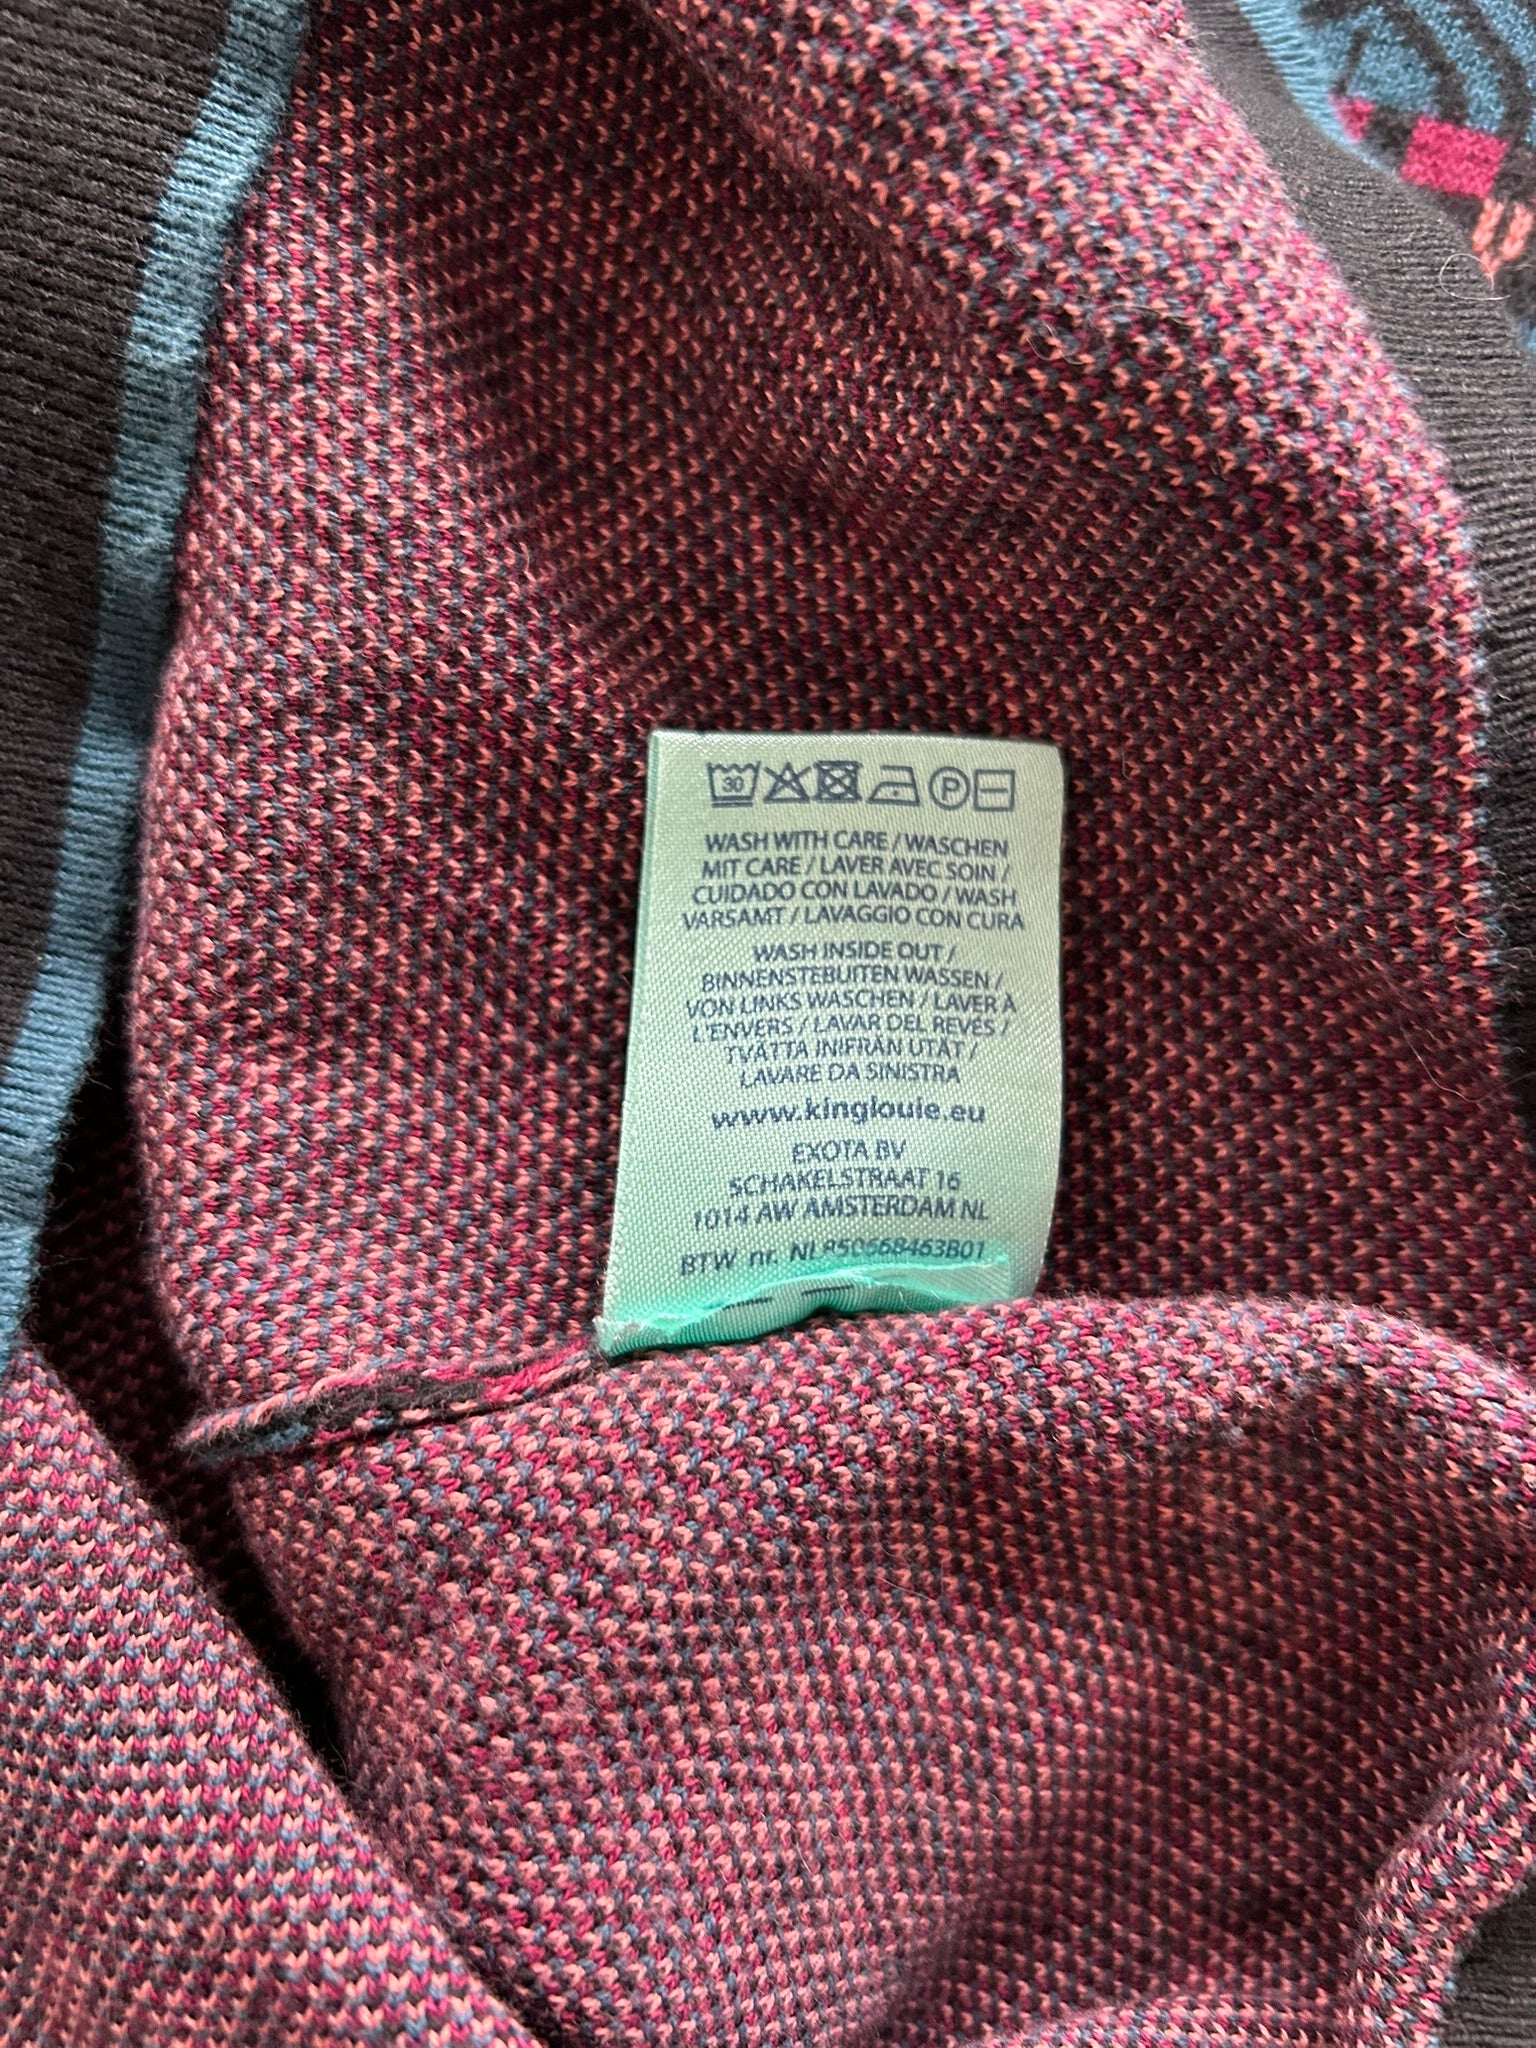 30 P
WASH WITH CARE / WASCHEN
MIT CARE / LAVER AVEC SOIN /
CUIDADO CON LAVADO / WASH
VARSAMT / LAVAGGIO CON CURA
WASH INSIDE OUT /
BINNENSTEBUITEN WASSEN /
VON LINKS WASCHEN / LAVER À
L'ENVERS / LAVAR DEL REVÉS /
TVÄTTA INIFRÅN UTÅT /
LAVARE DA SINISTRA
www.kinglouie.eu
EXOTA BV
SCHAKELSTRAAT 16
1014 AW AMSTERDAM NL
BTW nr. NL850668463B01